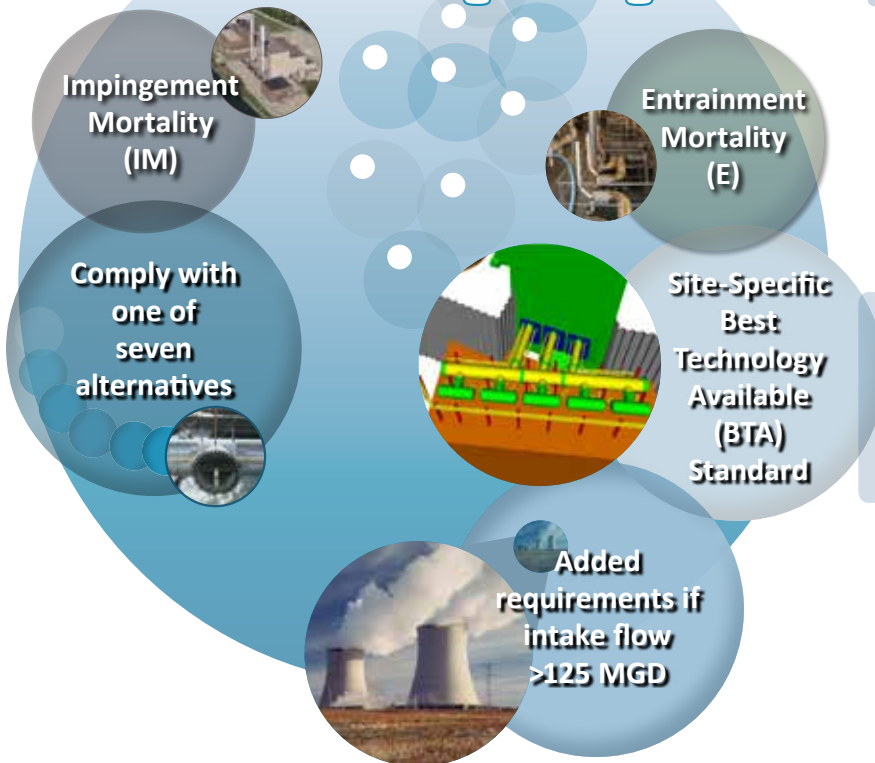 Impingement
Mortality
(IM)
Entrainment
Mortality
(E)
Comply with
one of
seven
alternatives
Site-Specific
Best
Technology
Available
(BTA)
Standard
Added
requirements if
intake flow
>125 MGD